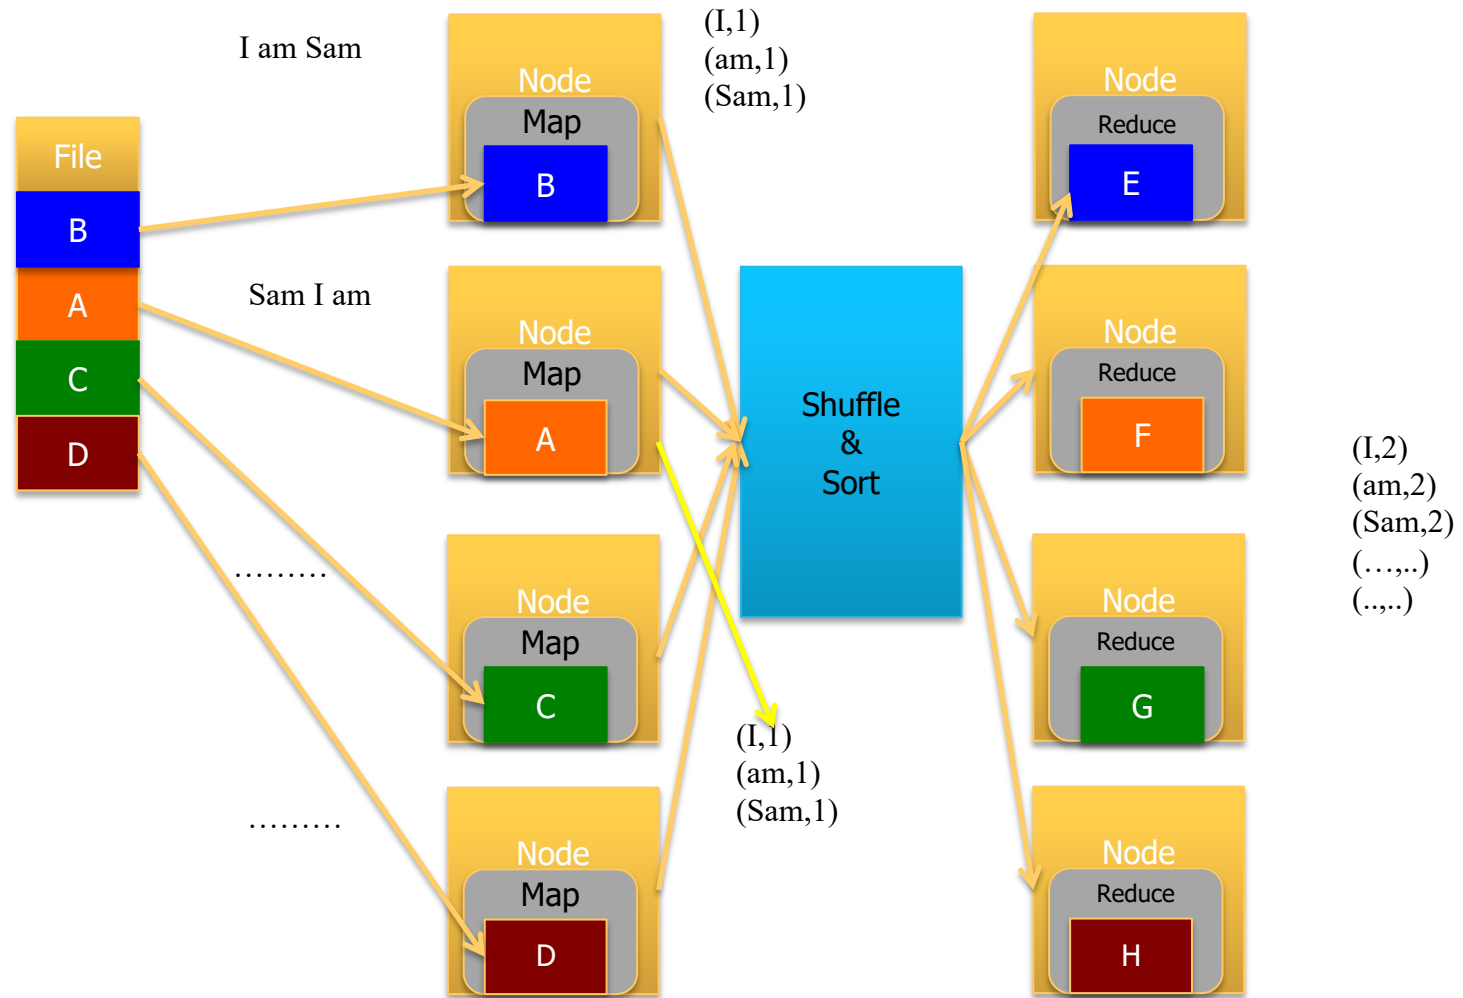 File
B
A
C
D
I am Sam
Sam I am
………
………
Node
Map
B
Node
Map
A
Node
Map
C
Node
Map
D
(I,1)
(am,1)
(Sam,1)
Shuffle
&
Sort
(I,1)
(am,1)
(Sam,1)
Node
Reduce
E
Node
Reduce
F
Node
Reduce
G
Node
Reduce
H
(I,2)
(am,2)
(Sam,2)
(…,..)
(..,..)